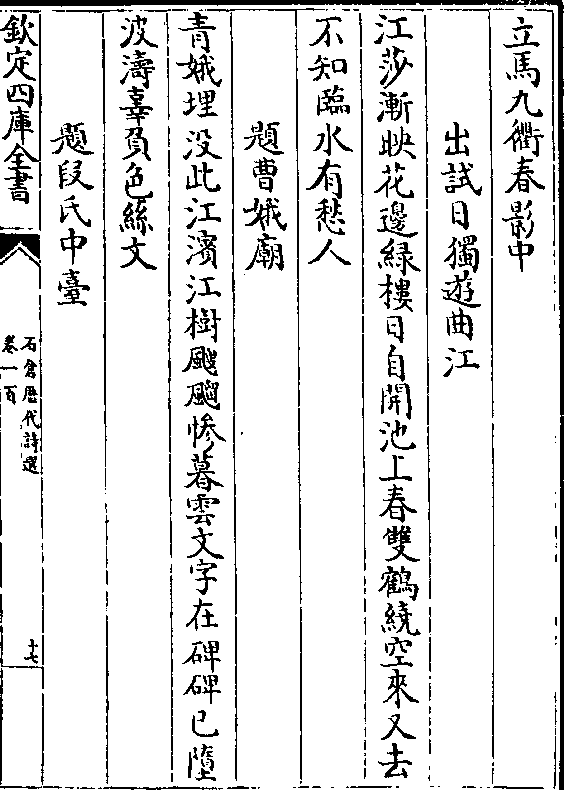 立馬九衢春影中
出試日獨遊曲江
江莎漸映花邊緑樓日自開池上春雙鶴繞空來又去
不知臨水有愁人
題曹娥廟
青娥埋没此江濱江樹颼飀慘暮雲文字在碑碑已墮
波濤辜負色絲文
題段氏中臺
欽定四庫全書
石倉歷代詩選
卷一百
十七